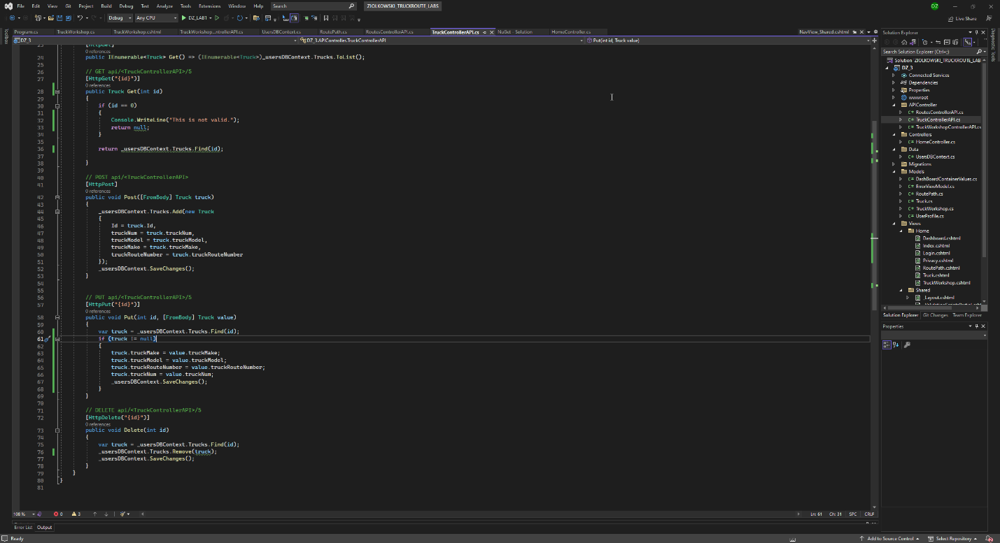 File Edit View Git Project Build Debug Test Analyze Tools Extensions Window Help Search ZIOLKOWSKI_TRUCKROUTE_LABS DZ
Live Share
Debug Any CPU DZ_LAB1
Program.cs TruckWorkshop.cs TruckWorkshop.cshtml TruckWorkshop...ntrollerAPI.cs UsersDBContext.cs RoutePath.cs RoutesControllerAPI.cs TruckControllerAPI.cs NuGet - Solution HomeController.cs NavView_Shared.cshtml
DZ_3 DZ_3.APIController.TruckControllerAPI Put(int id, Truck value)
Toolbox
23 [HttpGet]
0 references
24 public IEnumerable<Truck> Get() => (IEnumerable<Truck>)_usersDBContext.Trucks.ToList();
25
26 // GET api/<TruckControllerAPI>/5
27 [HttpGet("{id}")]
0 references
28 public Truck Get(int id)
29 {
30 if (id == 0)
31 {
32 Console.WriteLine("This is not valid.");
33 return null;
34 }
36 return _usersDBContext.Trucks.Find(id);
37
38 }
39
40 // POST api/<TruckControllerAPI>
41 [HttpPost]
0 references
42 public void Post([FromBody] Truck truck)
43 {
44 _usersDBContext.Trucks.Add(new Truck
45 {
46 Id = truck.Id,
47 truckNum = truck.truckNum,
48 truckModel = truck.truckModel,
49 truckMake = truck.truckMake,
50 truckRouteNumber = truck.truckRouteNumber
51 });
52 _usersDBContext.SaveChanges();
53 }
54
55
56 // PUT api/<TruckControllerAPI>/5
57 [HttpPut("{id}")]
0 references
58 public void Put(int id, [FromBody] Truck value)
59 {
60 var truck = _usersDBContext.Trucks.Find(id);
61 if (truck != null)
62 {
63 truck.truckMake = value.truckMake;
64 truck.truckModel = value.truckModel;
65 truck.truckRouteNumber = value.truckRouteNumber;
66 truck.truckNum = value.truckNum;
67 _usersDBContext.SaveChanges();
68 }
69 }
70
71 // DELETE api/<TruckControllerAPI>/5
72 [HttpDelete("{id}")]
0 references
73 public void Delete(int id)
74 {
75 var truck = _usersDBContext.Trucks.Find(id);
76 _usersDBContext.Trucks.Remove(truck);
77 _usersDBContext.SaveChanges();
78 }
79 }
80 }
81
108 % 0 3 Ln: 61 Ch: 31 SPC CRLF
Error List Output
Ready Add to Source Control Select Repository
Solution Explorer
Search Solution Explorer (Ctrl+;)
Solution 'ZIOLKOWSKI_TRUCKROUTE_LAB
DZ_3
Connected Services
Dependencies
Properties
wwwroot
APIController
C# RoutesControllerAPI.cs
C# TruckControllerAPI.cs
C# TruckWorkshopControllerAPI.cs
Controllers
C# HomeController.cs
Data
C# UsersDBContext.cs
Migrations
Models
C# DashBoardContainerValues.cs
C# ErrorViewModel.cs
C# RoutePath.cs
C# Truck.cs
C# TruckWorkshop.cs
C# UserProfile.cs
Views
Home
Dashboard.cshtml
Index.cshtml
Login.cshtml
Privacy.cshtml
RoutePath.cshtml
Truck.cshtml
TruckWorkshop.cshtml
Shared
_Layout.cshtml
Solution Explorer Git Changes Team Explorer
Properties
Diagnostic Tools